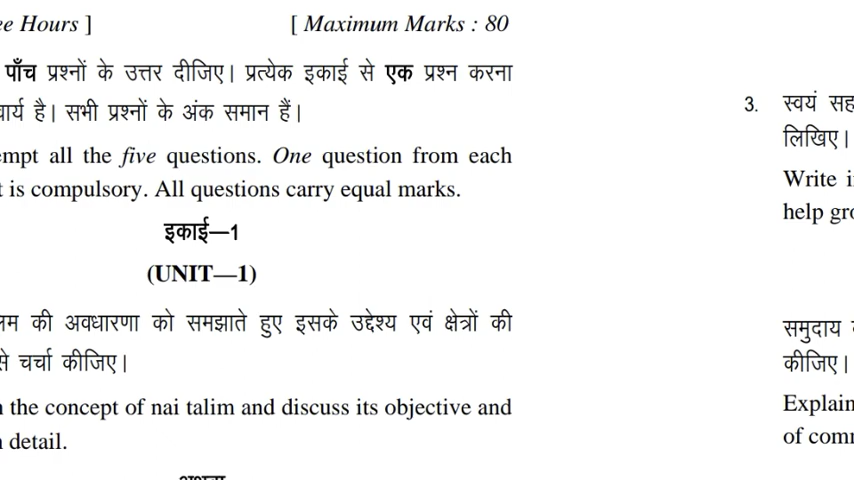 ee Hours ] [ Maximum Marks : 80
पाँच प्रश्नों के उत्तर दीजिए। प्रत्येक इकाई से एक प्रश्न करना
है। सभी प्रश्नों के अंक समान हैं।
empt all the five questions. One question from each
t is compulsory. All questions carry equal marks.
इकाई—1
(UNIT—1)
की अवधारणा को समझाते हुए इसके उद्देश्य एवं क्षेत्रों की
से चर्चा कीजिए।
n the concept of nai talim and discuss its objective and
n detail.
3. स्वयं सह
लिखिए।
Write i
help gro
समुदाय
कीजिए।
Explain
of comm